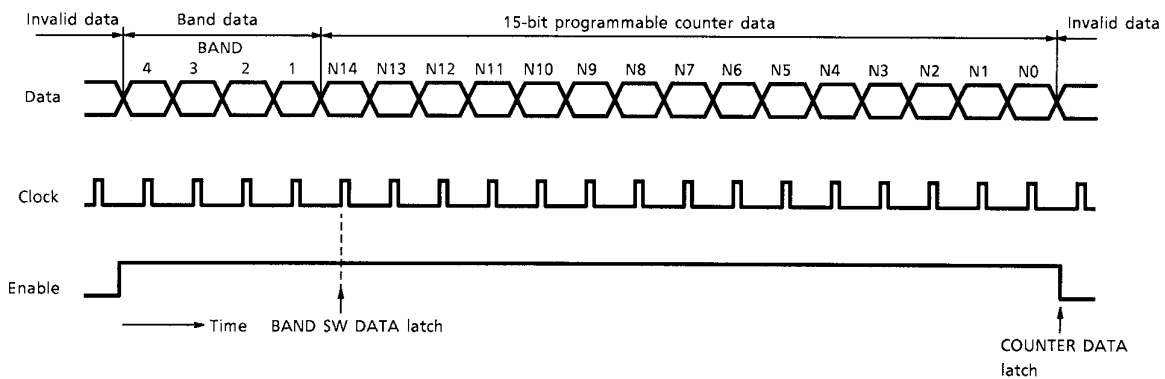 Invalid data Band data 15-bit programmable counter data Invalid data
BAND
4 3 2 1 N14 N13 N12 N11 N10 N9 N8 N7 N6 N5 N4 N3 N2 N1 N0
Data
Clock
Enable
Time BAND SW DATA latch
COUNTER DATA
latch